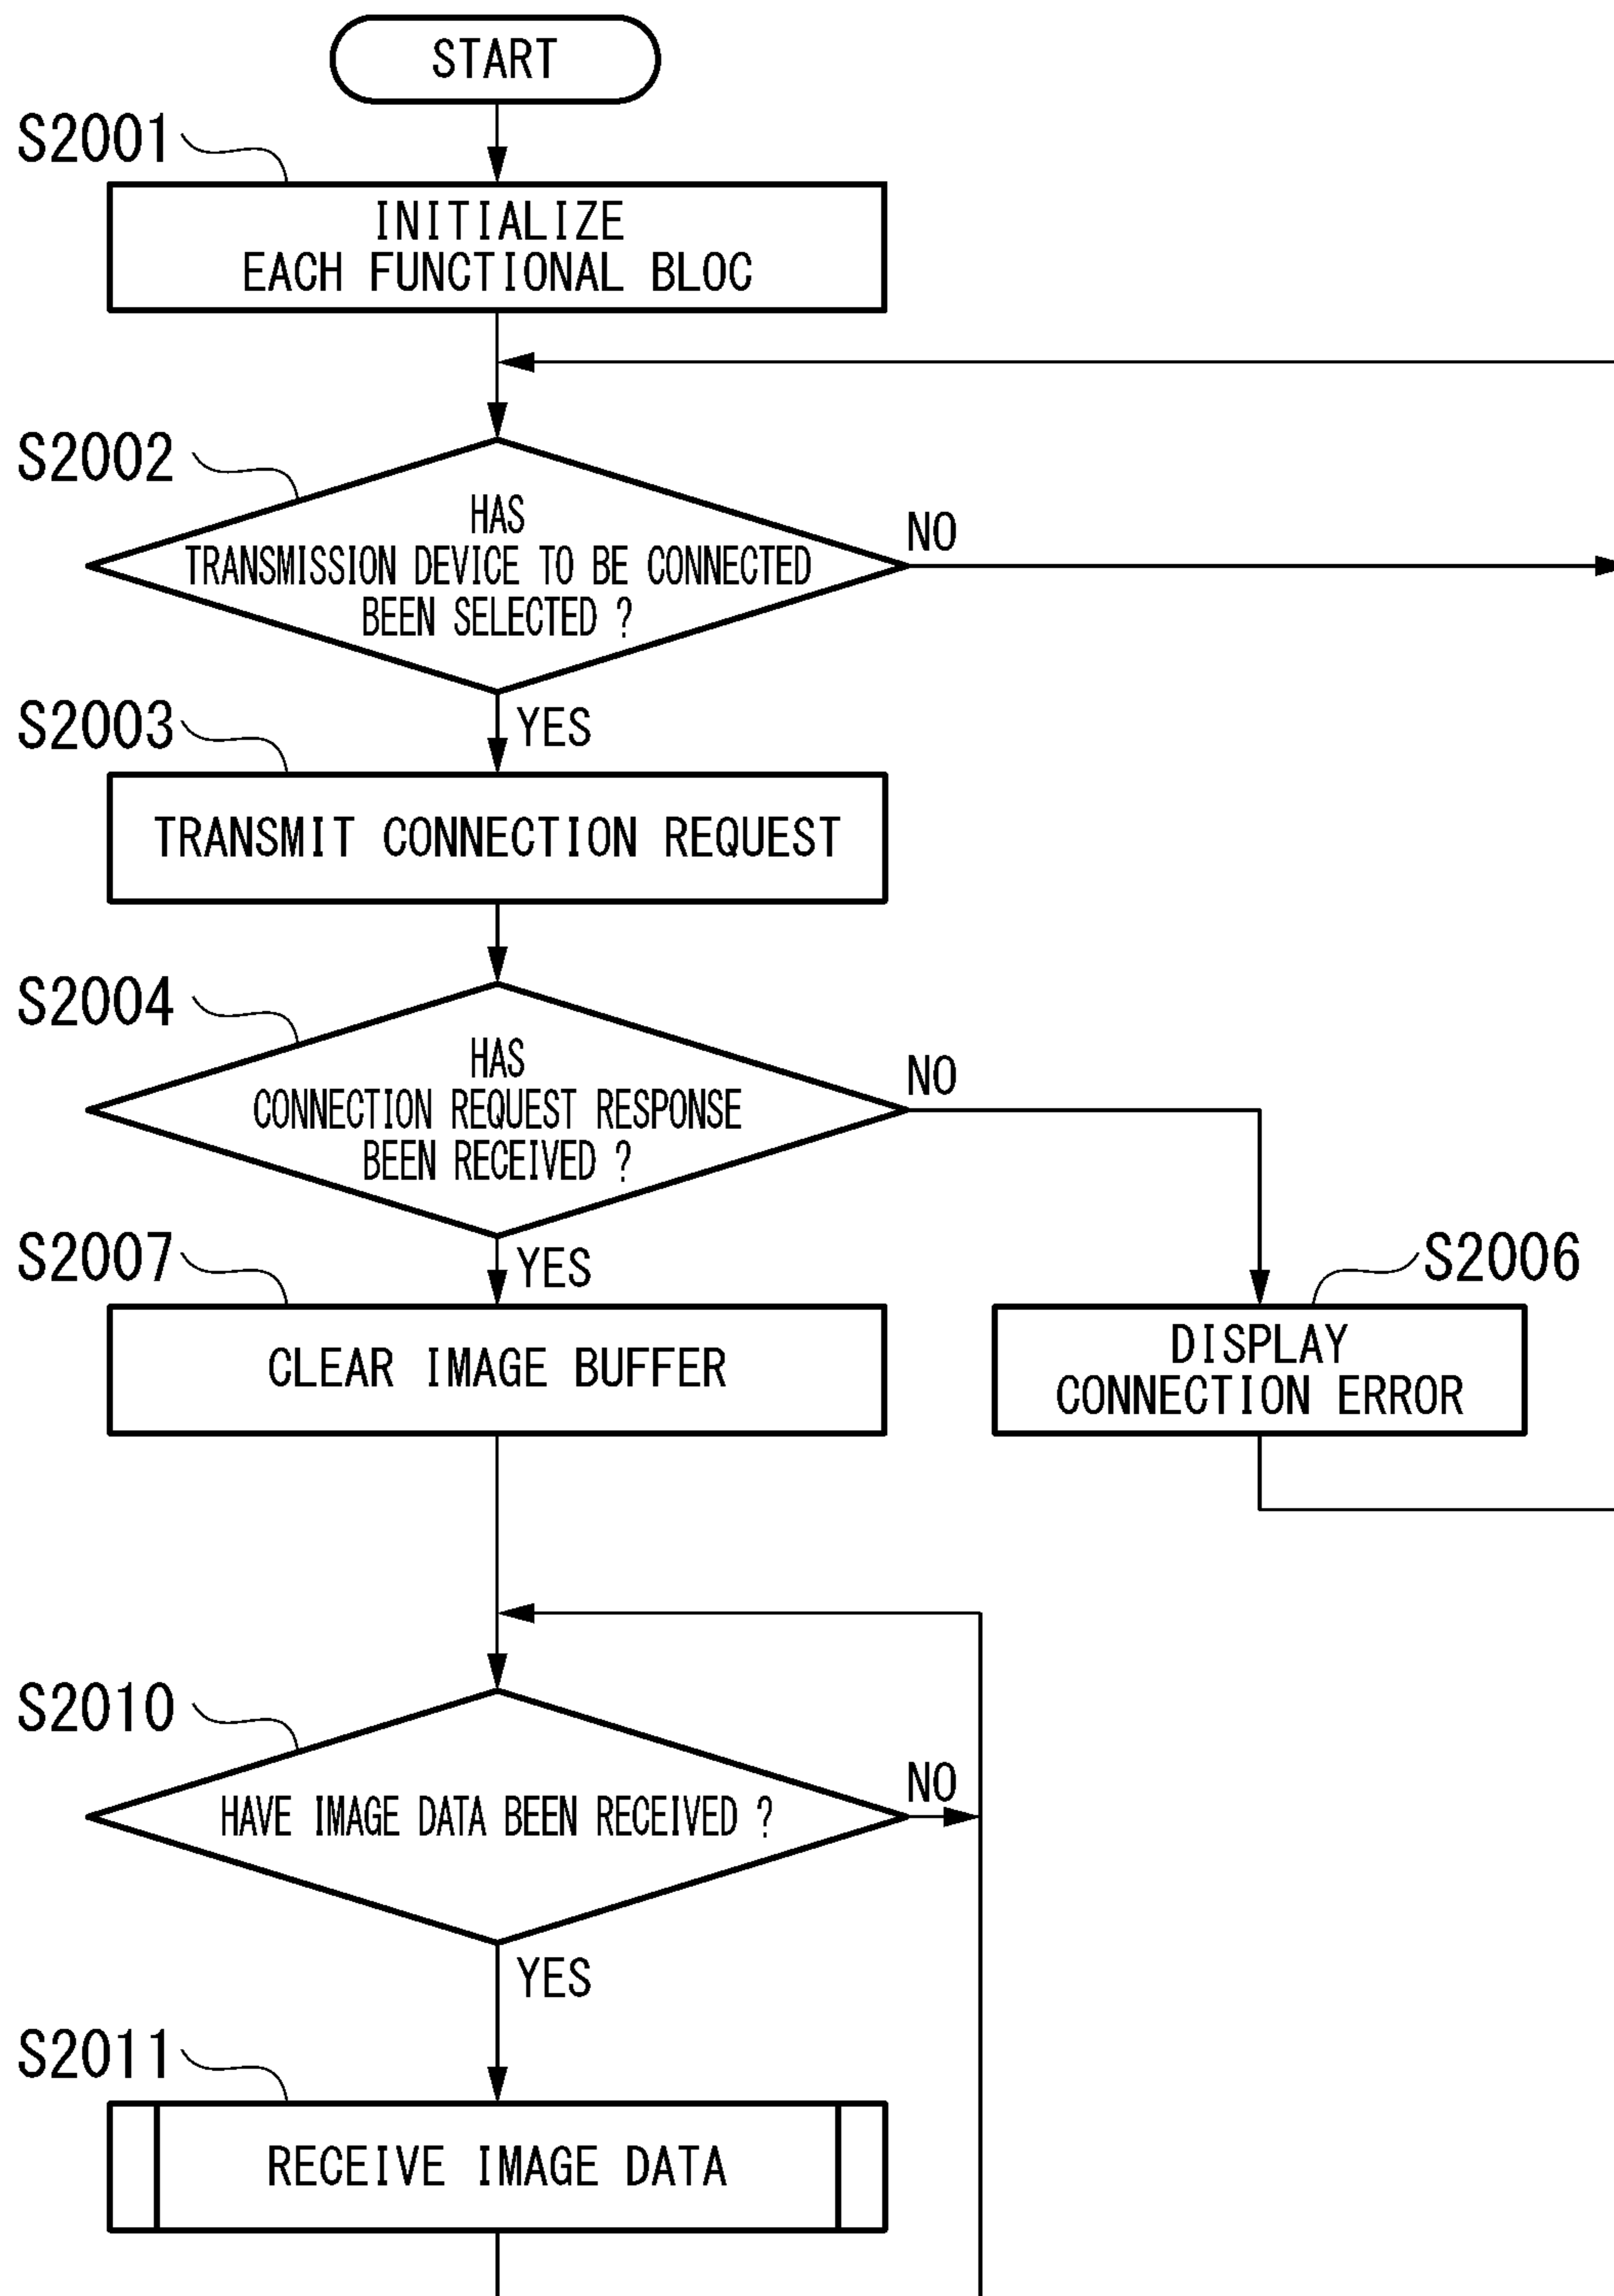 START
S2001
INITIALIZE
EACH FUNCTIONAL BLOC
S2002
HAS
TRANSMISSION DEVICE TO BE CONNECTED
BEEN SELECTED ?
NO
YES
S2003
TRANSMIT CONNECTION REQUEST
S2004
HAS
CONNECTION REQUEST RESPONSE
BEEN RECEIVED ?
NO
YES
S2007
CLEAR IMAGE BUFFER
S2006
DISPLAY
CONNECTION ERROR
S2010
HAVE IMAGE DATA BEEN RECEIVED ?
NO
YES
S2011
RECEIVE IMAGE DATA